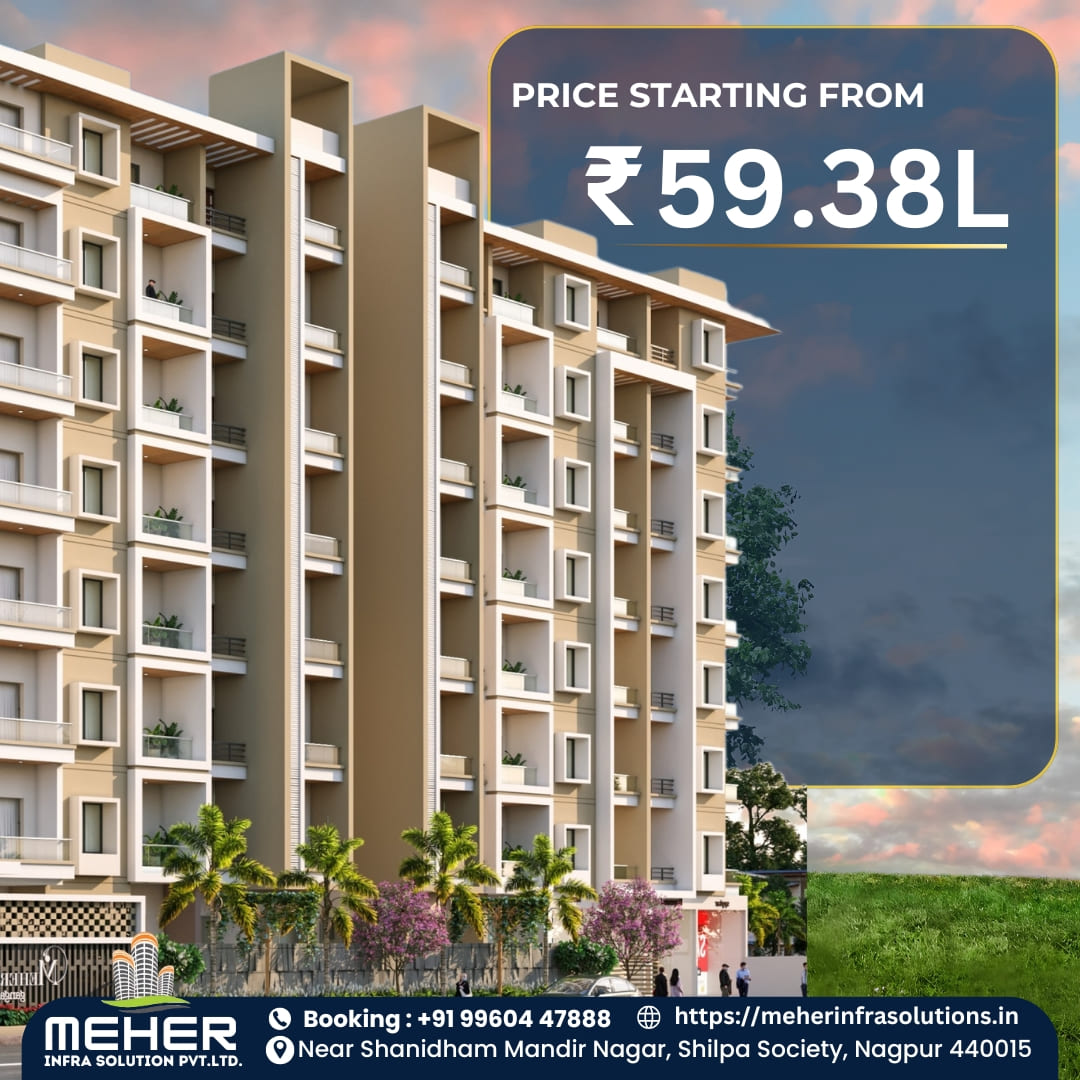 PRICE STARTING FROM
₹59.38L
MEHER
INFRA SOLUTION PVT.LTD.
Booking : +91 99604 47888
https://meherinfrasolutions.in
Near Shanidham Mandir Nagar, Shilpa Society, Nagpur 440015